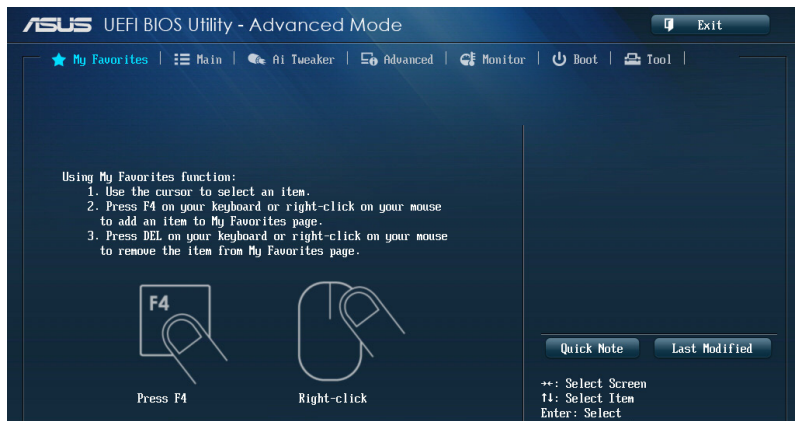 ASUS UEFI BIOS Utility - Advanced Mode
Exit
My Favorites | Main | Ai Tweaker | Advanced | Monitor | Boot | Tool |
Using My Favorites function:
1. Use the cursor to select an item.
2. Press F4 on your keyboard or right-click on your mouse
to add an item to My Favorites page.
3. Press DEL on your keyboard or right-click on your mouse
to remove the item from My Favorites page.
F4
Press F4
Right-click
Quick Note
Last Modified
→←: Select Screen
↑↓: Select Item
Enter: Select